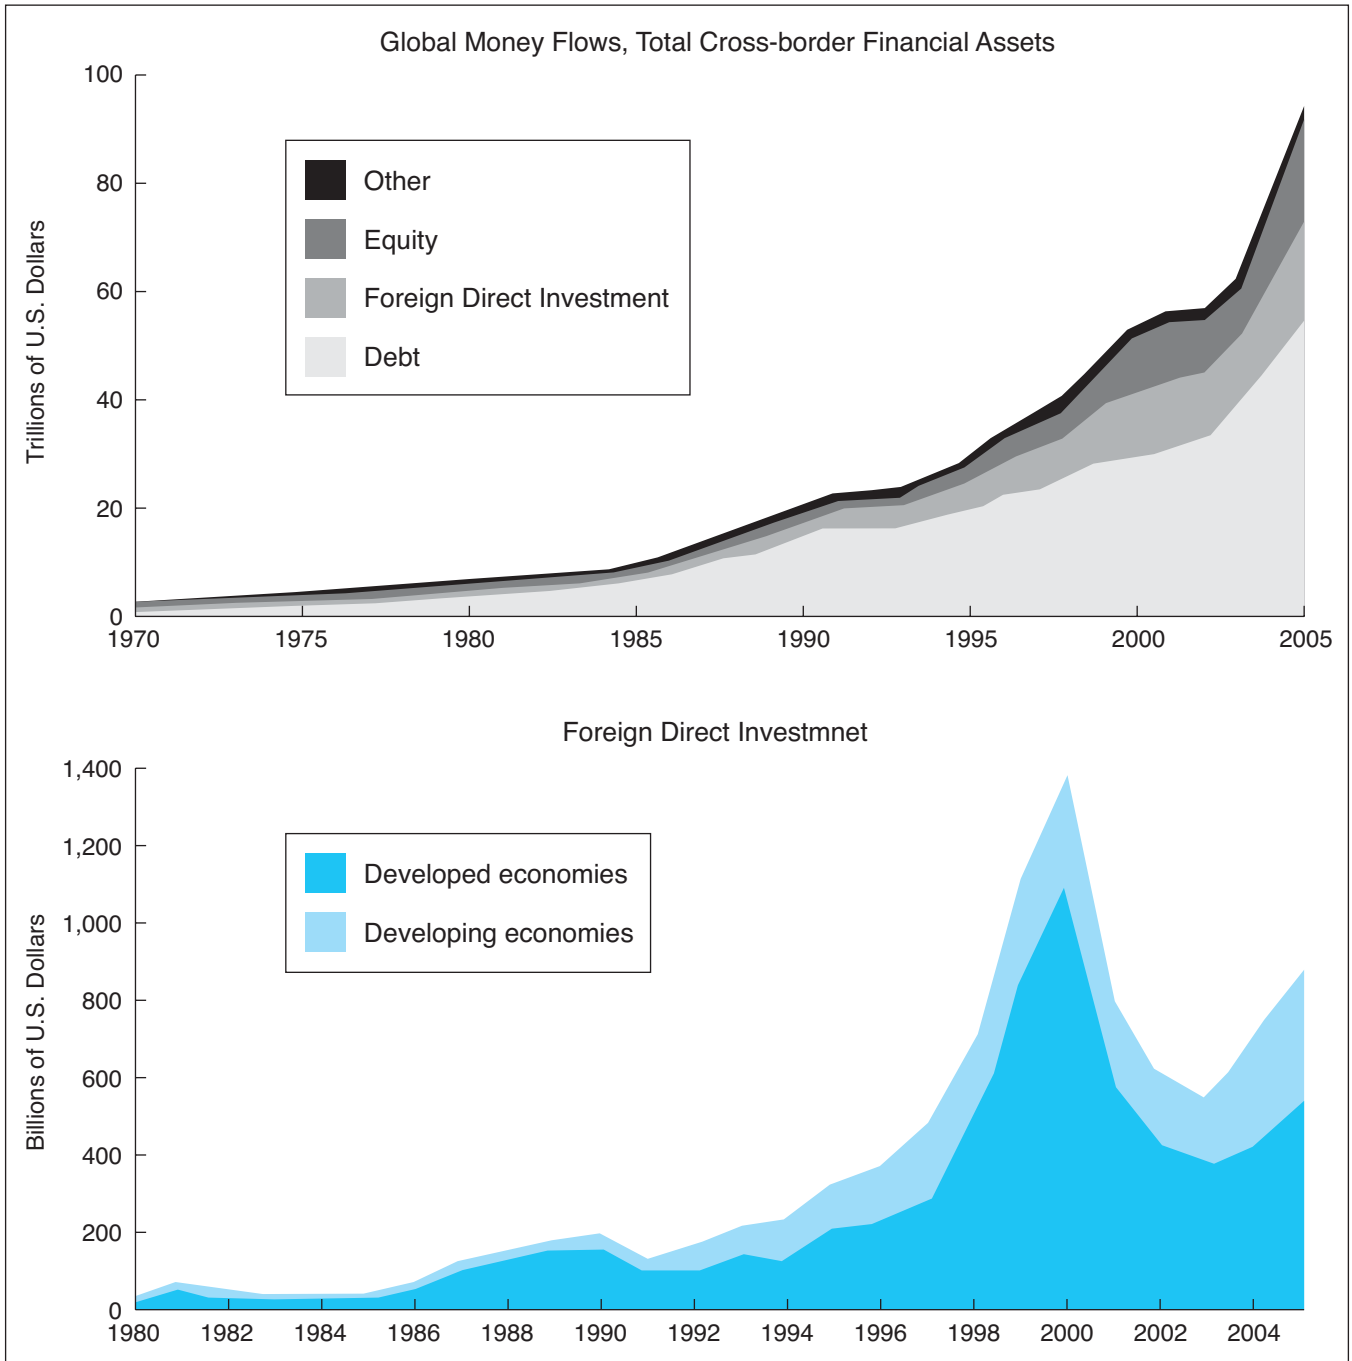 Global Money Flows, Total Cross-border Financial Assets
Trillions of U.S. Dollars
100
80
60
40
20
0
Other
Equity
Foreign Direct Investment
Debt
1970 1975 1980 1985 1990 1995 2000 2005
Foreign Direct Investmnet
Billions of U.S. Dollars
1,400
1,200
1,000
800
600
400
200
0
Developed economies
Developing economies
1980 1982 1984 1986 1988 1990 1992 1994 1996 1998 2000 2002 2004